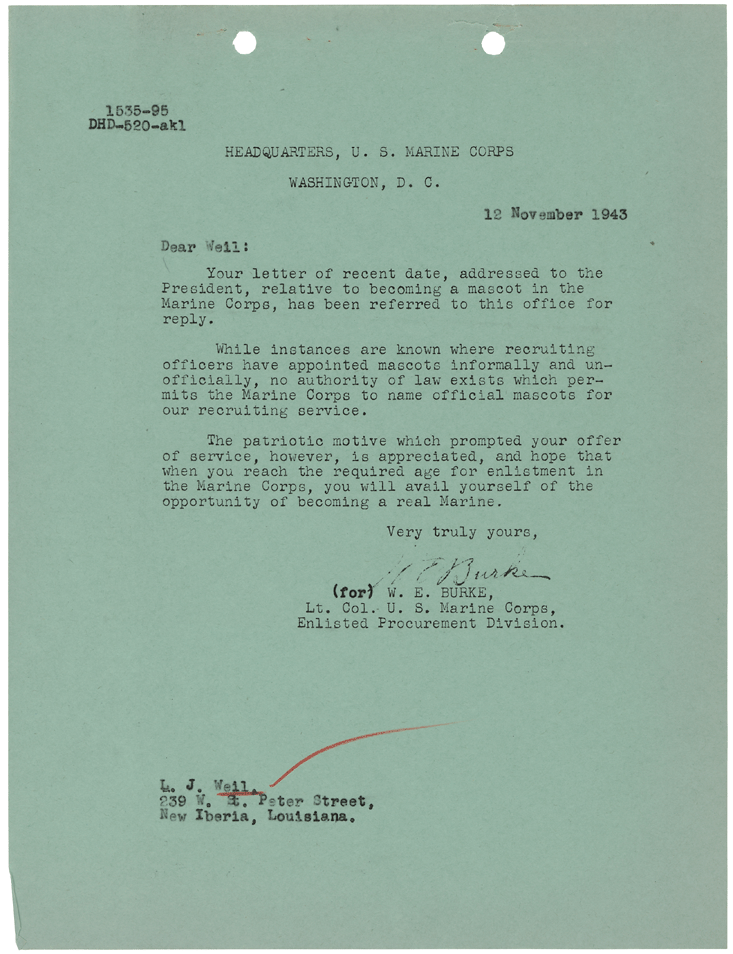 1535-95
DHD-520-akl
HEADQUARTERS, U. S. MARINE CORPS
WASHINGTON, D. C.
12 November 1943
Dear Weil:
Your letter of recent date, addressed to the
President, relative to becoming a mascot in the
Marine Corps, has been referred to this office for
reply.
While instances are known where recruiting
officers have appointed mascots informally and un-
officially, no authority of law exists which per-
mits the Marine Corps to name official mascots for
our recruiting service.
The patriotic motive which prompted your offer
of service, however, is appreciated, and hope that
when you reach the required age for enlistment in
the Marine Corps, you will avail yourself of the
opportunity of becoming a real Marine.
Very truly yours,
W E Burke
(for) W. E. BURKE,
Lt. Col. U. S. Marine Corps,
Enlisted Procurement Division.
L. J. Weil,
239 W. St. Peter Street,
New Iberia, Louisiana.